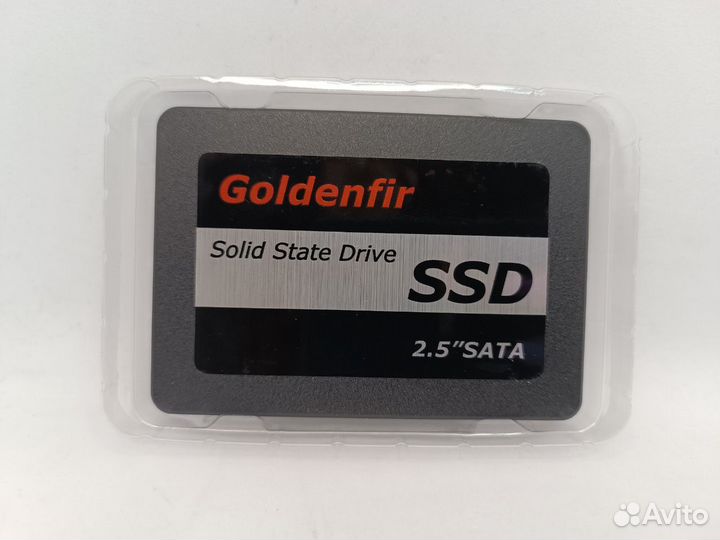 Goldenfir
Solid State Drive
SSD
2.5"SATA
Avito